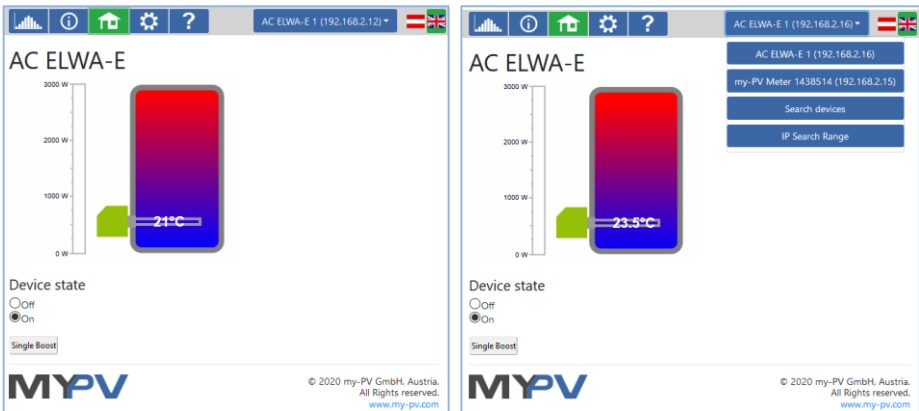 AC ELWA-E 1 (192.168.2.12)
AC ELWA-E
3000 W
2000 W
1000 W
0 W
21°C
Device state
Off
On
Single Boost
MYPV
© 2020 my-PV GmbH, Austria.
All Rights reserved.
www.my-pv.com
?
AC ELWA-E 1 (192.168.2.16)
AC ELWA-E 1 (192.168.2.16)
my-PV Meter 1438514 (192.168.2.15)
Search devices
IP Search Range
AC ELWA-E
3000 W
2000 W
1000 W
0 W
23.5°C
Device state
Off
On
Single Boost
MYPV
© 2020 my-PV GmbH, Austria.
All Rights reserved.
www.my-pv.com